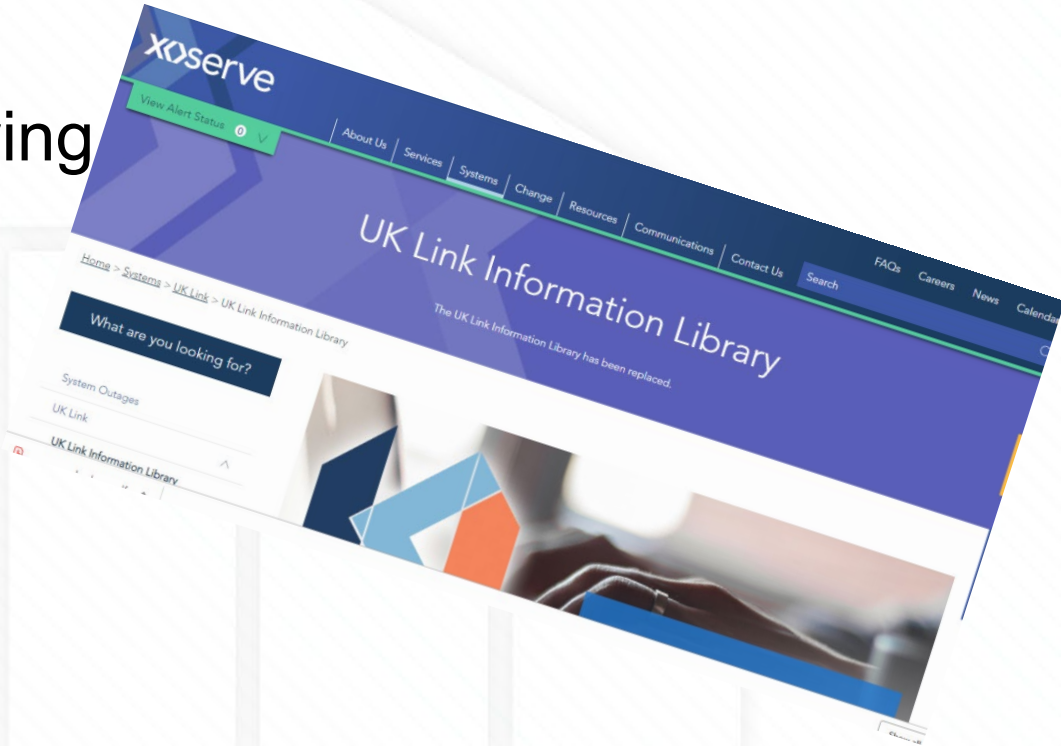 ing
xoserve
View Alert Status 0
About Us
Services
Systems
Change
Resources
Communications
Contact Us
Search
FAQs
Careers
News
Calendar
UK Link Information Library
The UK Link Information Library has been replaced.
Home > Systems > UK Link > UK Link Information Library
What are you looking for?
System Outages
UK Link
UK Link Information Library